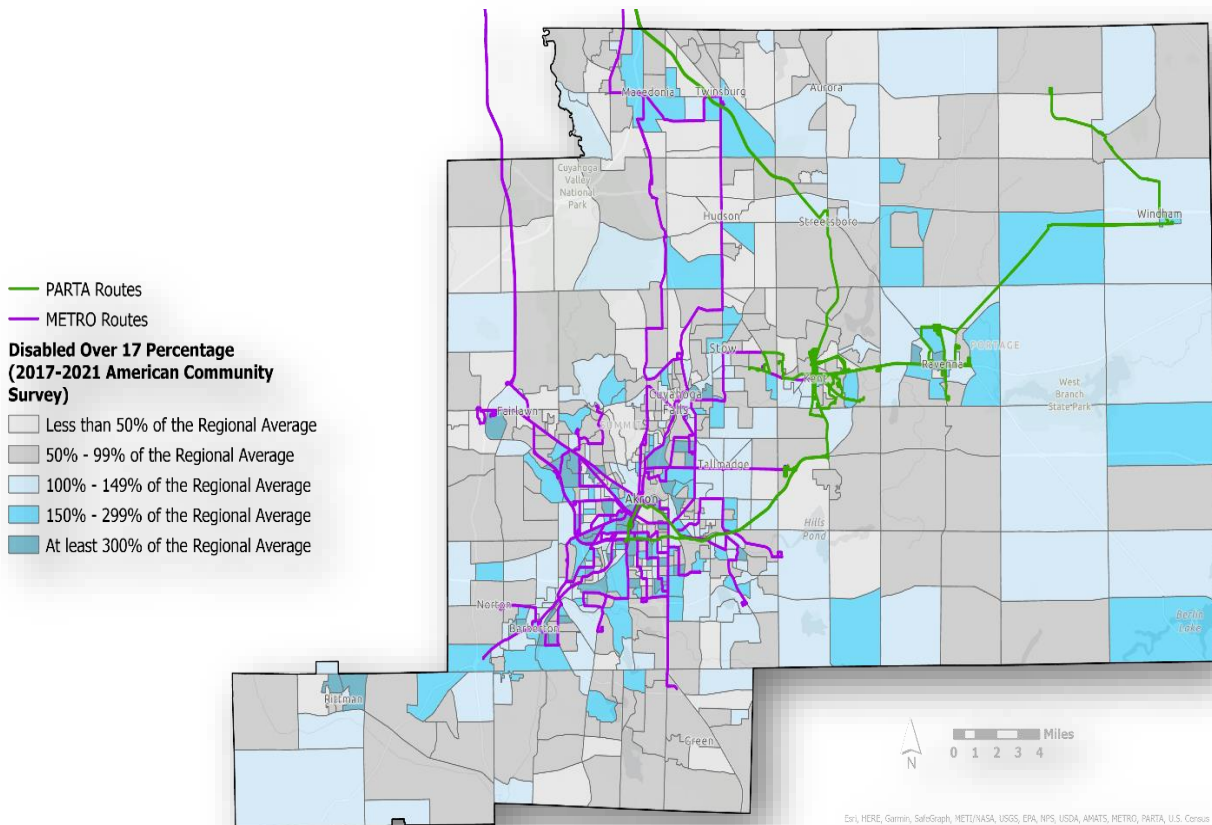 Macedonia
Twinsburg
Aurora
Cuyahoga
Valley
National
Park
Hudson
Streetsboro
Windham
PARTA Routes
METRO Routes
Disabled Over 17 Percentage
(2017-2021 American Community
Survey)
Less than 50% of the Regional Average
50% - 99% of the Regional Average
100% - 149% of the Regional Average
150% - 299% of the Regional Average
At least 300% of the Regional Average
Stow
PORTAGE
Kent
Ravenna
West
Branch
State Park
Cuyahoga
Falls
Fairlawn
SUMMIT
Tallmadge
Akron
Hills
Pond
Norton
Barberton
Berlin
Lake
Rittman
Green
N
Miles
0 1 2 3 4
Esri, HERE, Garmin, SafeGraph, METI/NASA, USGS, EPA, NPS, USDA, AMATS, METRO, PARTA, U.S. Census